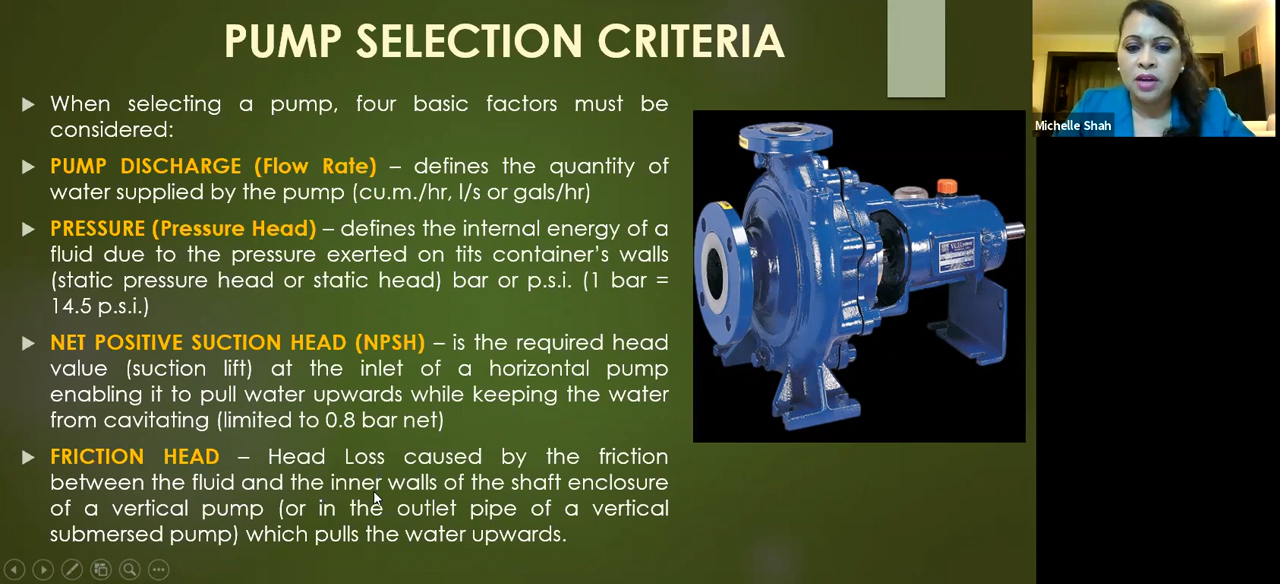 PUMP SELECTION CRITERIA
When selecting a pump, four basic factors must be
considered:
PUMP DISCHARGE (Flow Rate) – defines the quantity of
water supplied by the pump (cu.m./hr, l/s or gals/hr)
PRESSURE (Pressure Head) – defines the internal energy of a
fluid due to the pressure exerted on tits container's walls
(static pressure head or static head) bar or p.s.i. (1 bar =
14.5 p.s.i.)
NET POSITIVE SUCTION HEAD (NPSH) – is the required head
value (suction lift) at the inlet of a horizontal pump
enabling it to pull water upwards while keeping the water
from cavitating (limited to 0.8 bar net)
FRICTION HEAD – Head Loss caused by the friction
between the fluid and the inner walls of the shaft enclosure
of a vertical pump (or in the outlet pipe of a vertical
submersed pump) which pulls the water upwards.
Michelle Shah